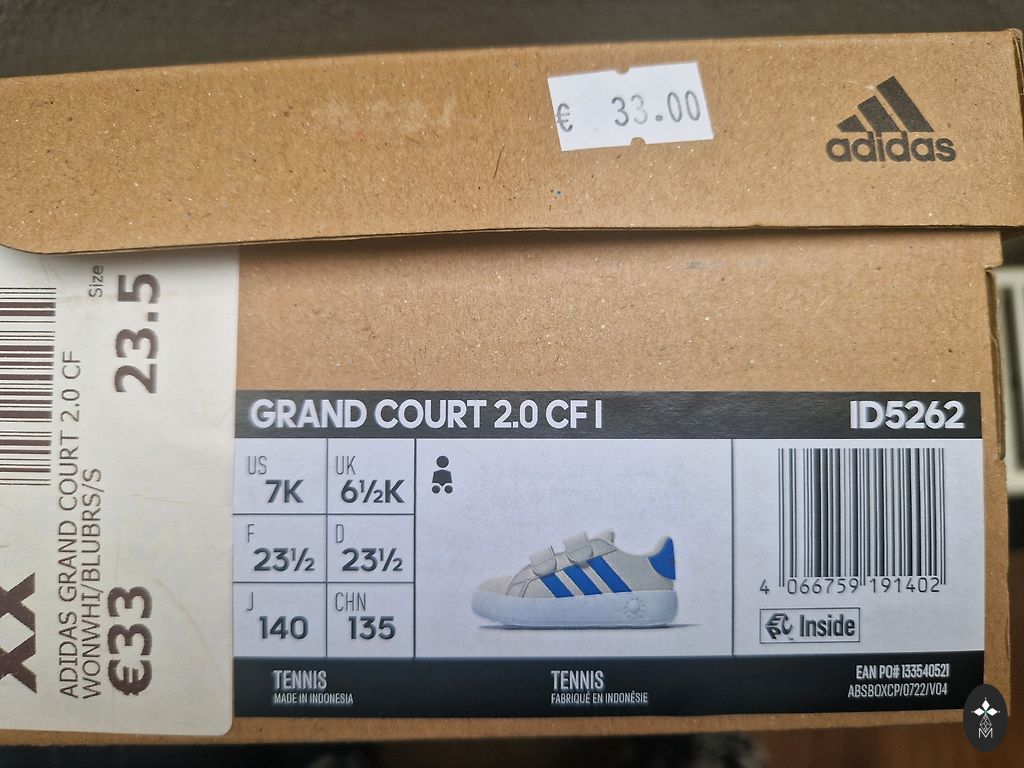 € 33.00
adidas
Size
23.5
ADIDAS GRAND COURT 2.0 CF
WONWHI/BLUBRS/S
€33
XX
GRAND COURT 2.0 CF I
ID5262
US
7K
UK
6½K
F
23½
D
23½
J
140
CHN
135
4 066759 191402
Inside
TENNIS
MADE IN INDONESIA
TENNIS
FABRIQUÉ EN INDONÉSIE
EAN PO# 133540521
ABSBOXCP/0722/V04
M